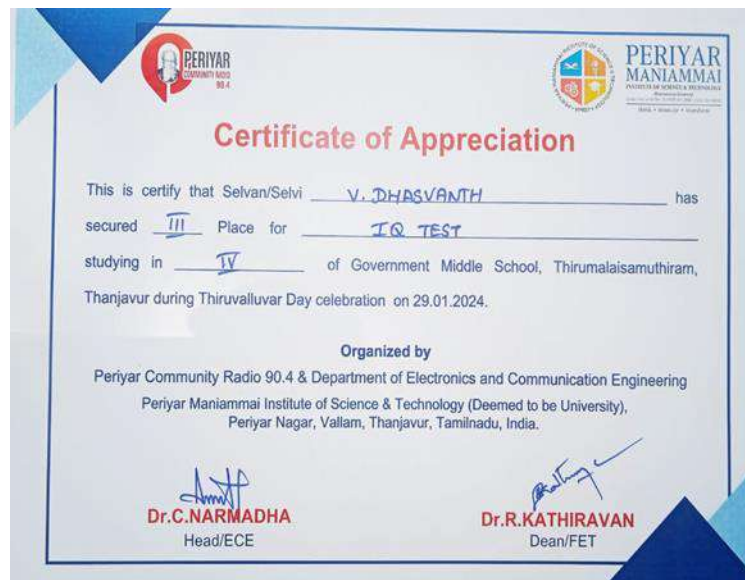 PERIYAR
COMMUNITY RADIO
90.4
PERIYAR
MANIAMMAI
INSTITUTE OF SCIENCE & TECHNOLOGY
Certificate of Appreciation
This is certify that Selvan/Selvi V. DHASVANTH has
secured III Place for IQ TEST
studying in IV of Government Middle School, Thirumalaisamuthiram,
Thanjavur during Thiruvalluvar Day celebration on 29.01.2024.
Organized by
Periyar Community Radio 90.4 & Department of Electronics and Communication Engineering
Periyar Maniammai Institute of Science & Technology (Deemed to be University),
Periyar Nagar, Vallam, Thanjavur, Tamilnadu, India.
Dr.C.NARMADHA
Head/ECE
Dr.R.KATHIRAVAN
Dean/FET